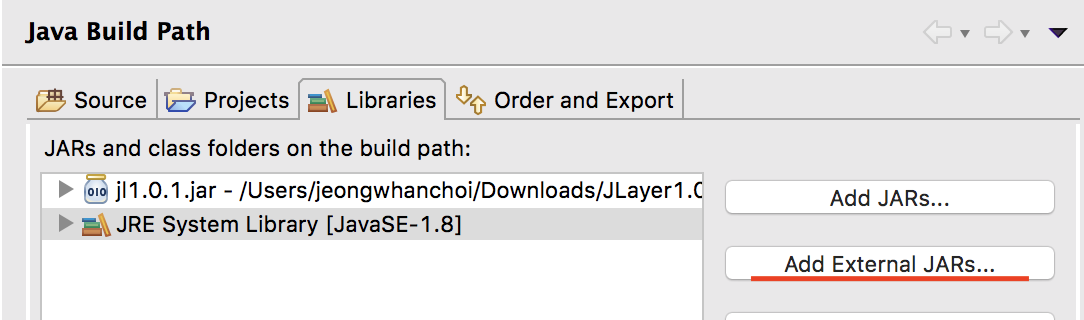 Java Build Path
Source Projects Libraries Order and Export
JARs and class folders on the build path:
jl1.0.1.jar - /Users/jeongwhanchoi/Downloads/JLayer1.0
JRE System Library [JavaSE-1.8]
Add JARs...
Add External JARs...